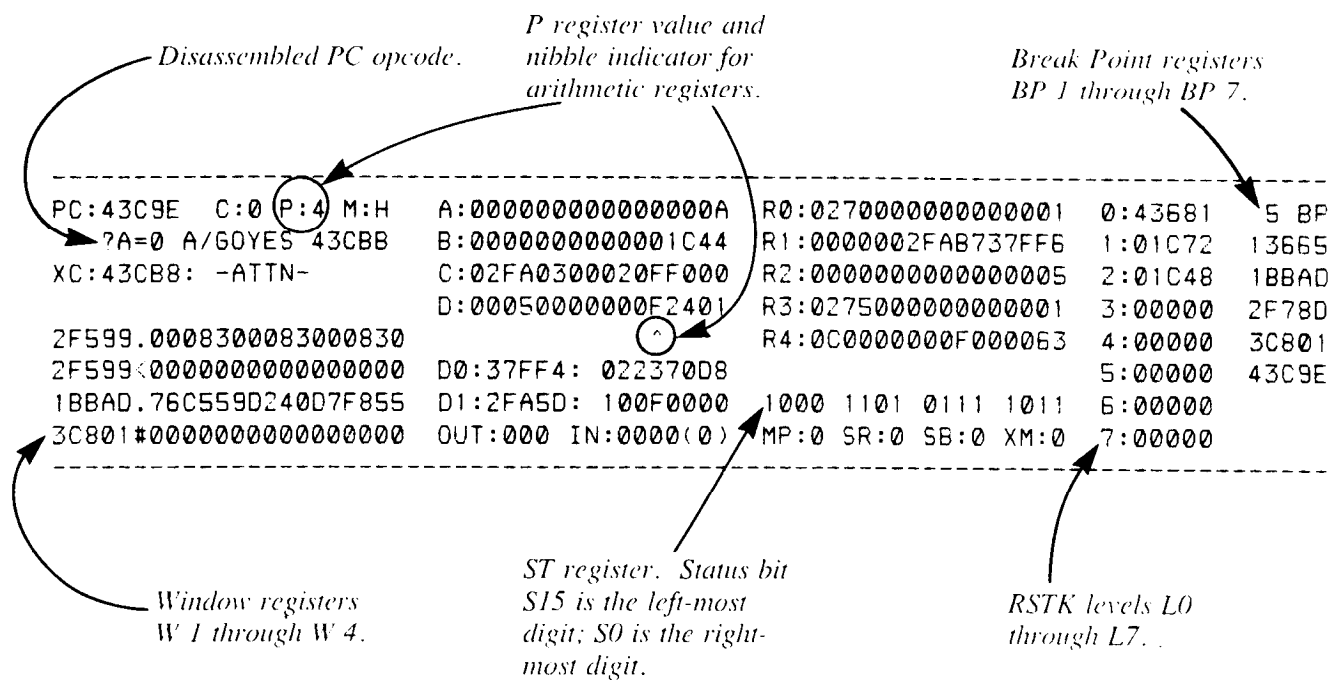 Disassembled PC opcode.
P register value and
nibble indicator for
arithmetic registers.
Break Point registers
BP 1 through BP 7.
PC:43C9E C:0 P:4 M:H A:000000000000000A R0:0270000000000001 0:43681 5 BP
?A=0 A/GOYES 43CBB B:0000000000001C44 R1:0000002FAB737FF6 1:01C72 13665
XC:43CB8: -ATTN- C:02FA0300020FF000 R2:0000000000000005 2:01C48 1BBAD
D:00050000000F2401 R3:0275000000000001 3:00000 2F78D
2F599.0008300083000830 ^ R4:0C0000000F000063 4:00000 3C801
2F599<0000000000000000 D0:37FF4: 022370D8 5:00000 43C9E
1BBAD.76C559D240D7F855 D1:2FA5D: 100F0000 1000 1101 0111 1011 6:00000
3C801#0000000000000000 OUT:000 IN:0000(0) MP:0 SR:0 SB:0 XM:0 7:00000
Window registers
W 1 through W 4.
ST register. Status bit
S15 is the left-most
digit; S0 is the right-
most digit.
RSTK levels L0
through L7.